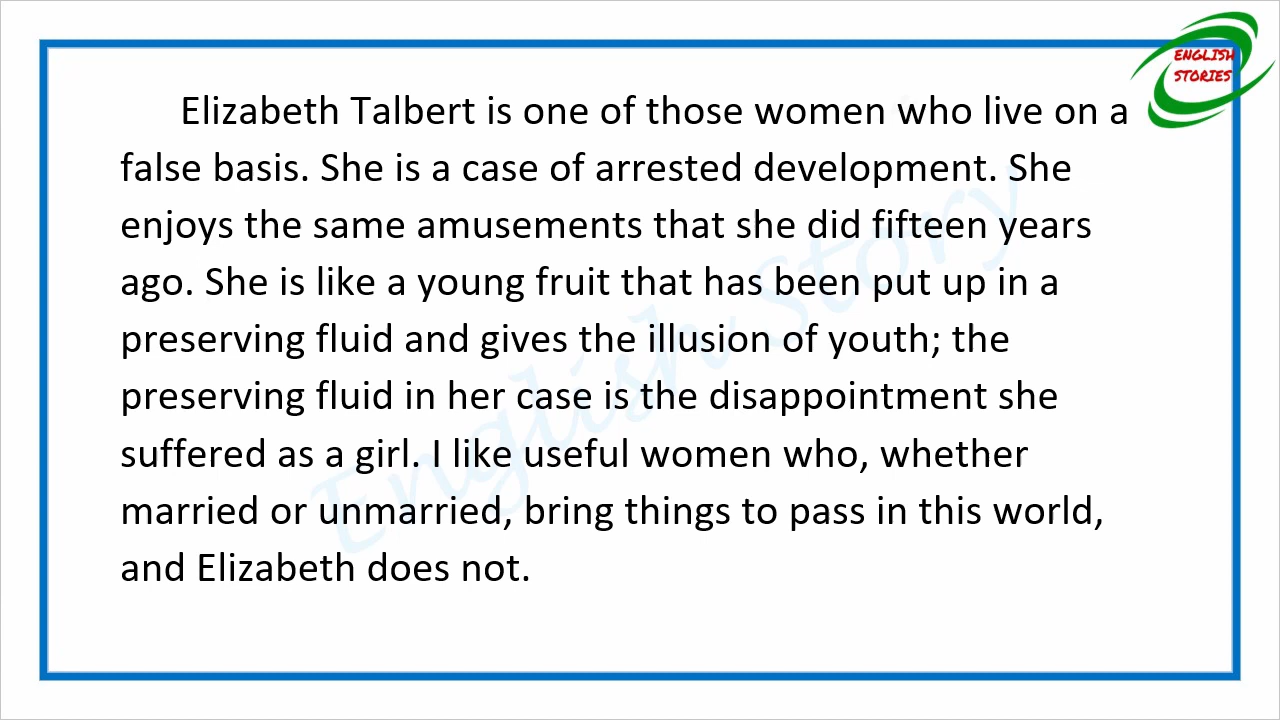 ENGLISH
STORIES
Elizabeth Talbert is one of those women who live on a
false basis. She is a case of arrested development. She
enjoys the same amusements that she did fifteen years
ago. She is like a young fruit that has been put up in a
preserving fluid and gives the illusion of youth; the
preserving fluid in her case is the disappointment she
suffered as a girl. I like useful women who, whether
married or unmarried, bring things to pass in this world,
and Elizabeth does not.
English Story